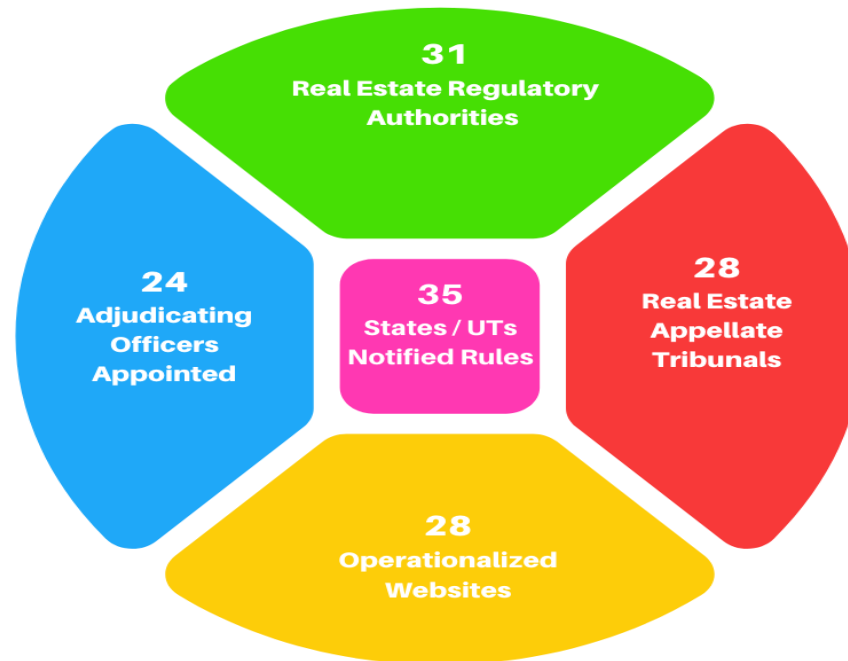 31
Real Estate Regulatory
Authorities
24
Adjudicating
Officers
Appointed
35
States / UTs
Notified Rules
28
Real Estate
Appellate
Tribunals
28
Operationalized
Websites